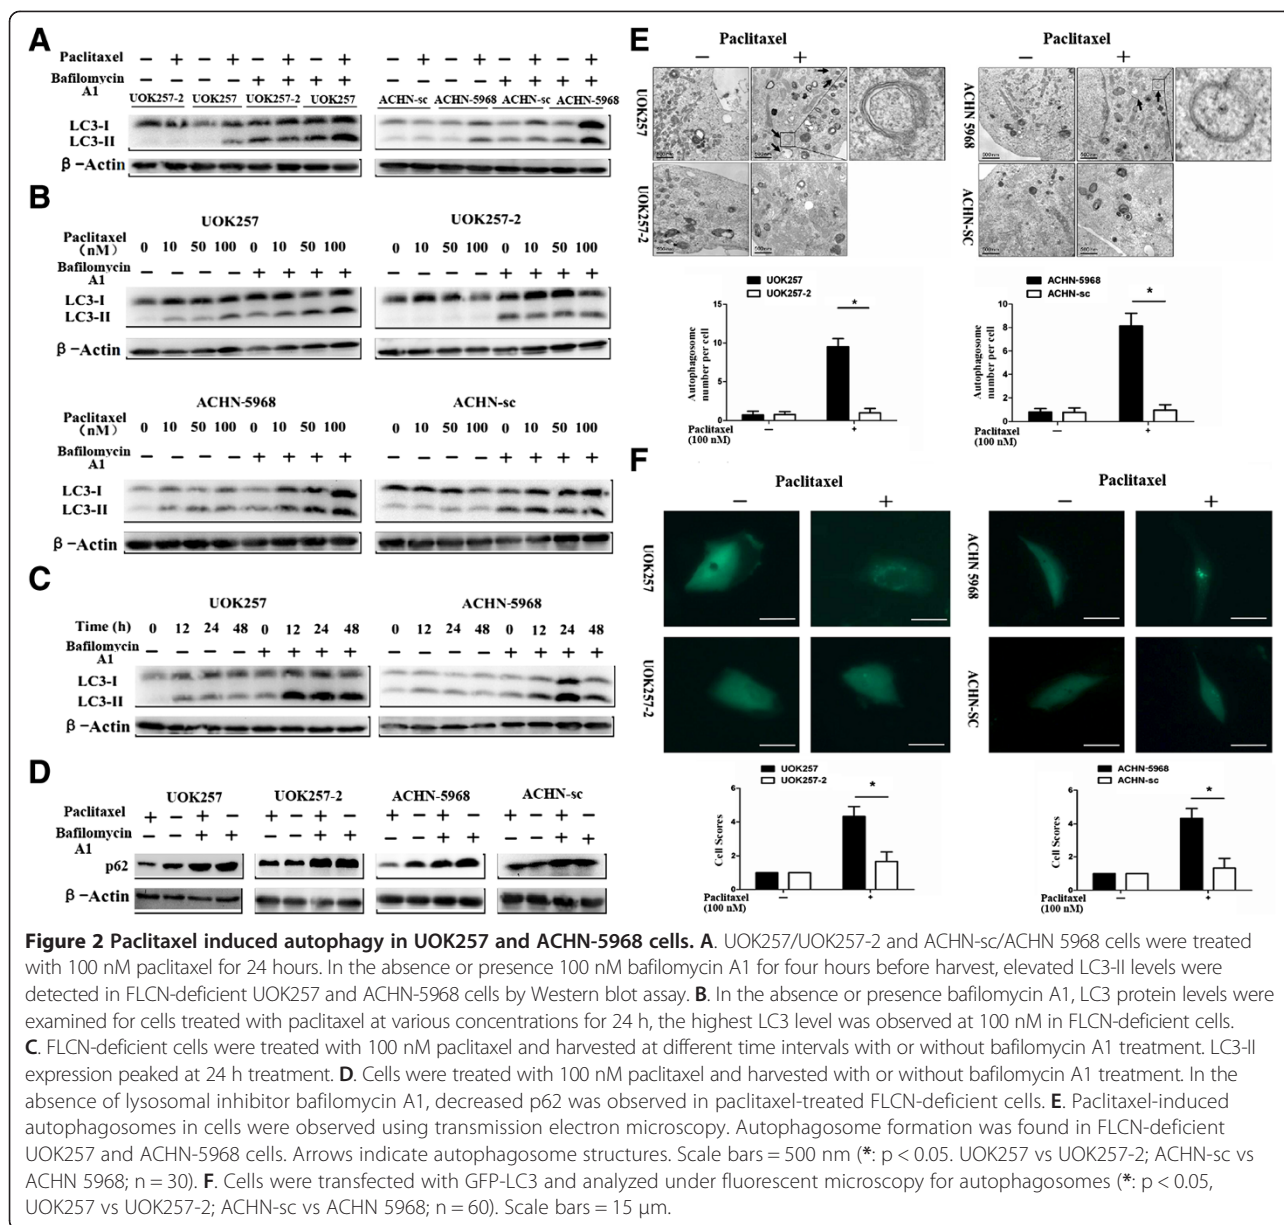 A
Paclitaxel − + − + − + − + − + − + − + − +
Bafilomycin A1 − − − − + + + + − − − − + + + +
UOK257-2 UOK257 UOK257-2 UOK257 ACHN-sc ACHN-5968 ACHN-sc ACHN-5968
LC3-I
LC3-II
β-Actin
B
UOK257 UOK257-2
Paclitaxel (nM) 0 10 50 100 0 10 50 100 0 10 50 100 0 10 50 100
Bafilomycin A1 − − − − + + + + − − − − + + + +
LC3-I
LC3-II
β-Actin
ACHN-5968 ACHN-sc
Paclitaxel (nM) 0 10 50 100 0 10 50 100 0 10 50 100 0 10 50 100
Bafilomycin A1 − − − − + + + + − − − − + + + +
LC3-I
LC3-II
β-Actin
C
UOK257 ACHN-5968
Time (h) 0 12 24 48 0 12 24 48 0 12 24 48 0 12 24 48
Bafilomycin A1 − − − − + + + + − − − − + + + +
LC3-I
LC3-II
β-Actin
D
UOK257 UOK257-2 ACHN-5968 ACHN-sc
Paclitaxel + − + − + − + − + − + − + − + −
Bafilomycin A1 − − + + − − + + − − + + − − + +
p62
β-Actin
E
Paclitaxel Paclitaxel
− + − +
UOK257
ACHN 5968
UOK257-2
ACHN-SC
500nm
UOK257
UOK257-2
*
Autophagosome number per cell
15
10
5
0
Paclitaxel (100 nM) − +
ACHN-5968
ACHN-sc
*
Autophagosome number per cell
10
8
6
4
2
0
Paclitaxel (100 nM) − +
F
Paclitaxel Paclitaxel
− + − +
UOK257
ACHN 5968
UOK257-2
ACHN-SC
UOK257
UOK257-2
*
Cell Scores
6
4
2
0
Paclitaxel (100 nM) − +
ACHN-5968
ACHN-sc
*
Cell Scores
6
4
2
0
Paclitaxel (100 nM) − +
Figure 2 Paclitaxel induced autophagy in UOK257 and ACHN-5968 cells. A. UOK257/UOK257-2 and ACHN-sc/ACHN 5968 cells were treated
with 100 nM paclitaxel for 24 hours. In the absence or presence 100 nM bafilomycin A1 for four hours before harvest, elevated LC3-II levels were
detected in FLCN-deficient UOK257 and ACHN-5968 cells by Western blot assay. B. In the absence or presence bafilomycin A1, LC3 protein levels were
examined for cells treated with paclitaxel at various concentrations for 24 h, the highest LC3 level was observed at 100 nM in FLCN-deficient cells.
C. FLCN-deficient cells were treated with 100 nM paclitaxel and harvested at different time intervals with or without bafilomycin A1 treatment. LC3-II
expression peaked at 24 h treatment. D. Cells were treated with 100 nM paclitaxel and harvested with or without bafilomycin A1 treatment. In the
absence of lysosomal inhibitor bafilomycin A1, decreased p62 was observed in paclitaxel-treated FLCN-deficient cells. E. Paclitaxel-induced
autophagosomes in cells were observed using transmission electron microscopy. Autophagosome formation was found in FLCN-deficient
UOK257 and ACHN-5968 cells. Arrows indicate autophagosome structures. Scale bars = 500 nm (*: p < 0.05. UOK257 vs UOK257-2; ACHN-sc vs
ACHN 5968; n = 30). F. Cells were transfected with GFP-LC3 and analyzed under fluorescent microscopy for autophagosomes (*: p < 0.05,
UOK257 vs UOK257-2; ACHN-sc vs ACHN 5968; n = 60). Scale bars = 15 μm.